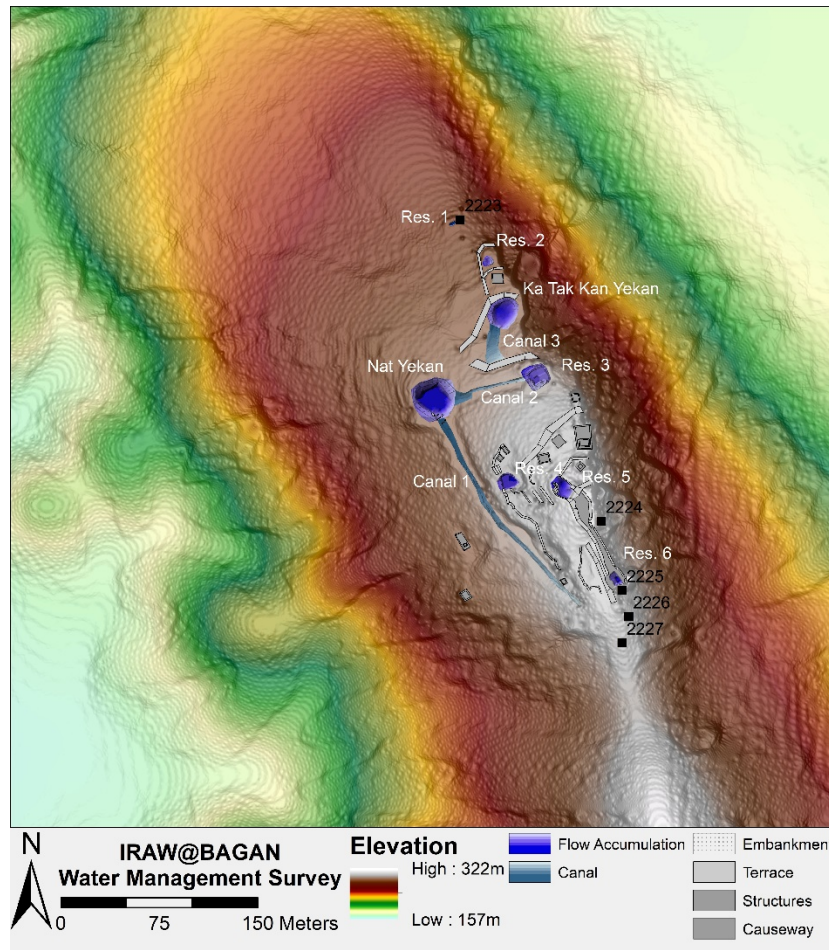 2223
Res. 1
Res. 2
Ka Tak Kan Yekan
Canal 3
Nat Yekan
Res. 3
Canal 2
Canal 1
Res. 4
Res. 5
2224
Res. 6
2225
2226
2227
N
IRAW@BAGAN
Water Management Survey
0 75 150 Meters
Elevation
High : 322m
Low : 157m
Flow Accumulation
Canal
Embankmen
Terrace
Structures
Causeway